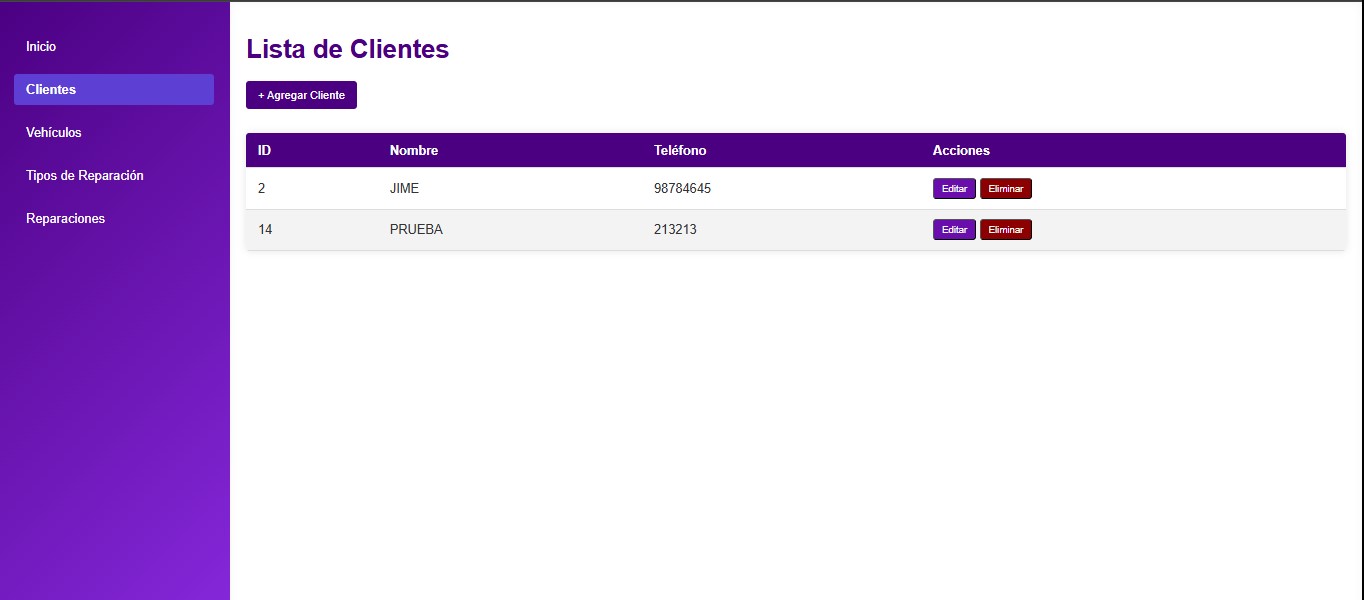 Inicio
Clientes
Vehículos
Tipos de Reparación
Reparaciones
Lista de Clientes
+ Agregar Cliente
ID Nombre Teléfono Acciones
2 JIME 98784645 Editar Eliminar
14 PRUEBA 213213 Editar Eliminar